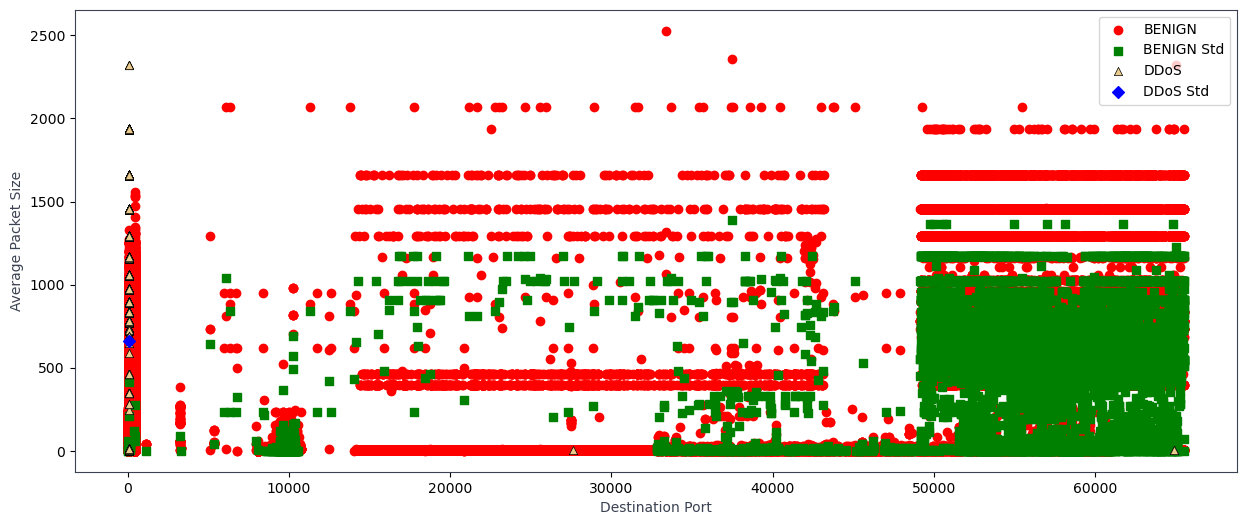 2500
2000
1500
1000
500
0
Average Packet Size
0 10000 20000 30000 40000 50000 60000
Destination Port
BENIGN
BENIGN Std
DDoS
DDoS Std